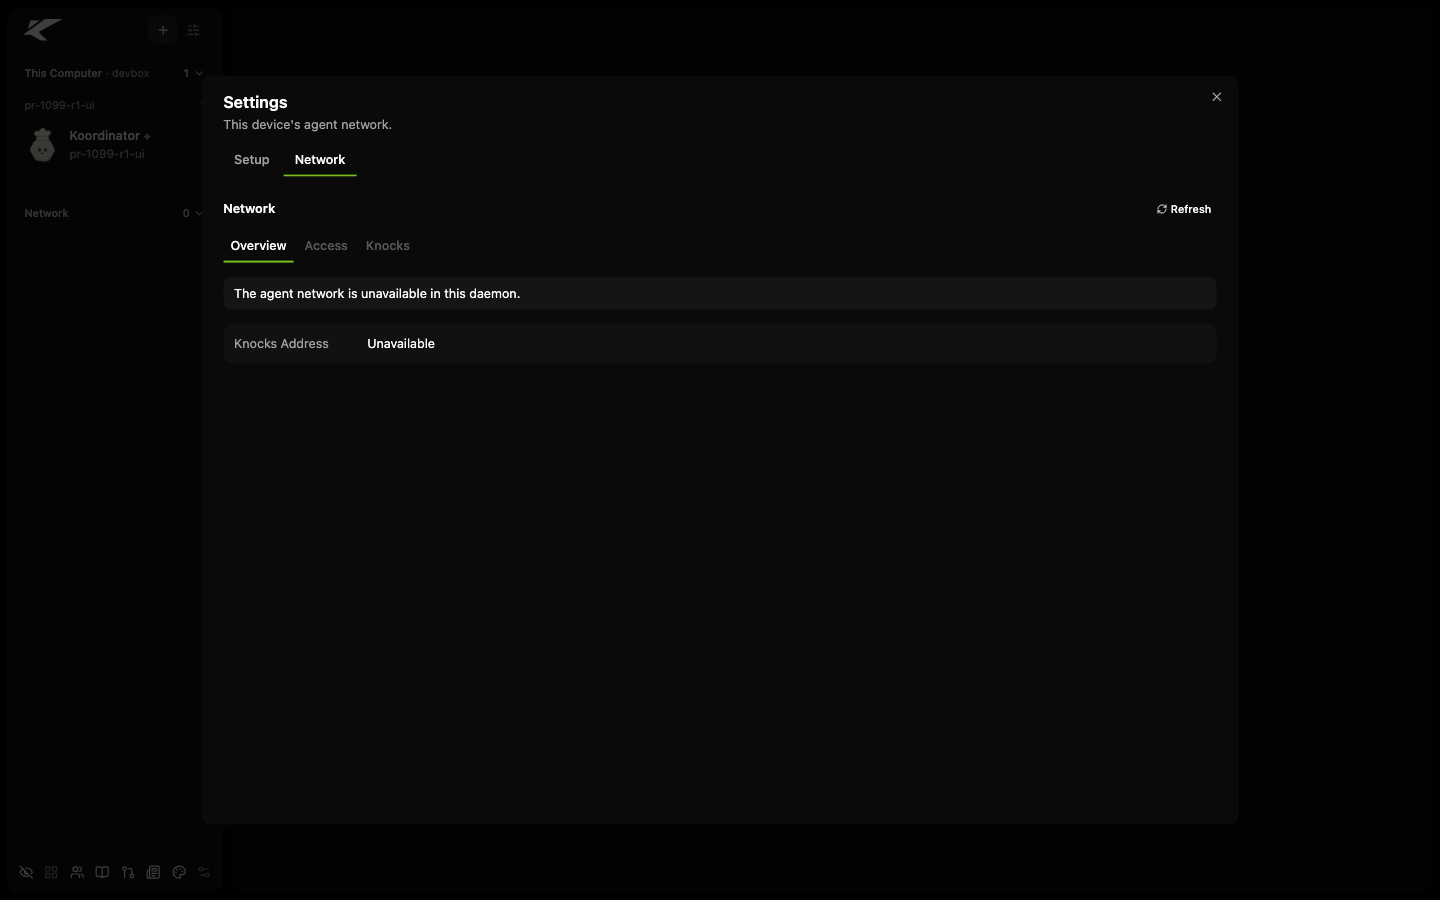 This Computer · devbox 1
pr-1099-r1-ui
Koordinator
pr-1099-r1-ui
Network 0
Settings
This device's agent network.
Setup Network
Network Refresh
Overview Access Knocks
The agent network is unavailable in this daemon.
Knocks Address Unavailable